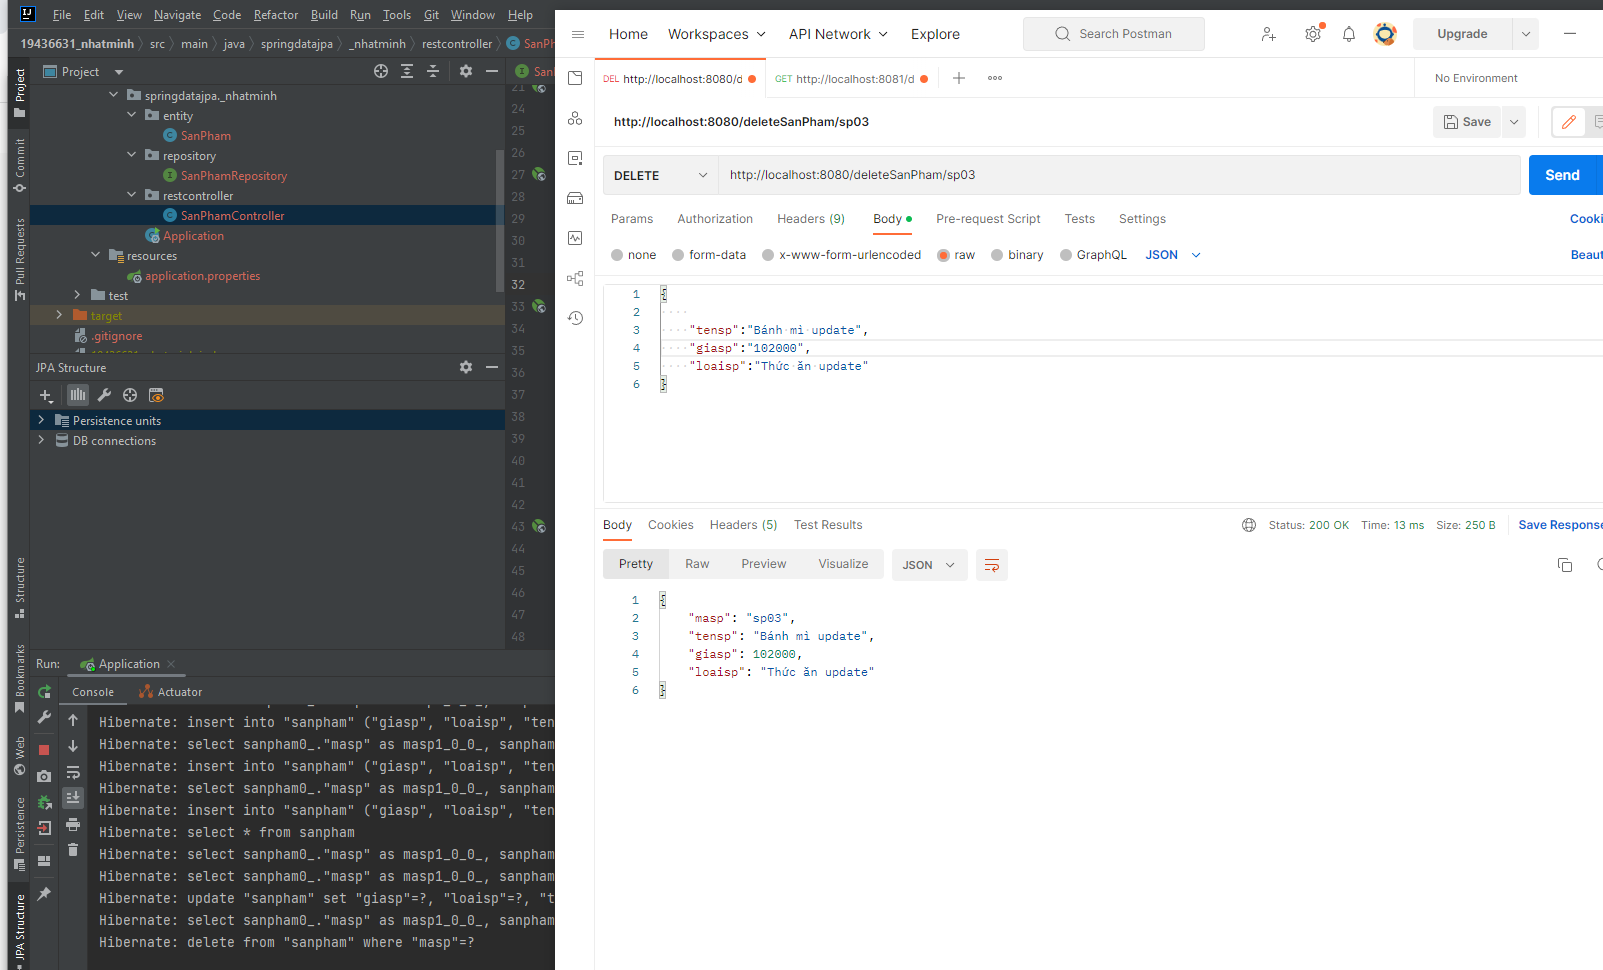 File Edit View Navigate Code Refactor Build Run Tools Git Window Help
19436631_nhatminh src main java springdatajpa _nhatminh restcontroller SanPh
Project
Project
Commit
Pull Request
Structure
Bookmarks
Web
Persistence
JPA Structure
springdatajpa._nhatminh
entity
SanPham
repository
SanPhamRepository
restcontroller
SanPhamController
Application
resources
application.properties
test
target
.gitignore
JPA Structure
Persistence units
DB connections
San
21
24
25
26
27
28
29
30
31
32
33
34
35
36
37
38
39
40
41
42
43
44
45
46
47
48
Run: Application
Console Actuator
Hibernate: insert into "sanpham" ("giasp", "loaisp", "ten
Hibernate: select sanpham0_."masp" as masp1_0_0_, sanpham
Hibernate: insert into "sanpham" ("giasp", "loaisp", "ten
Hibernate: select sanpham0_."masp" as masp1_0_0_, sanpham
Hibernate: insert into "sanpham" ("giasp", "loaisp", "ten
Hibernate: select * from sanpham
Hibernate: select sanpham0_."masp" as masp1_0_0_, sanpham
Hibernate: select sanpham0_."masp" as masp1_0_0_, sanpham
Hibernate: update "sanpham" set "giasp"=?, "loaisp"=?, "t
Hibernate: select sanpham0_."masp" as masp1_0_0_, sanpham
Hibernate: delete from "sanpham" where "masp"=?
Home Workspaces API Network Explore Search Postman Upgrade
DEL http://localhost:8080/d GET http://localhost:8081/d No Environment
http://localhost:8080/deleteSanPham/sp03 Save
DELETE http://localhost:8080/deleteSanPham/sp03 Send
Params Authorization Headers (9) Body Pre-request Script Tests Settings Cooki
none form-data x-www-form-urlencoded raw binary GraphQL JSON Beaut
1 {
2
3 "tensp":"Bánh mì update",
4 "giasp":"102000",
5 "loaisp":"Thức ăn update"
6 }
Body Cookies Headers (5) Test Results Status: 200 OK Time: 13 ms Size: 250 B Save Response
Pretty Raw Preview Visualize JSON
1 {
2 "masp": "sp03",
3 "tensp": "Bánh mì update",
4 "giasp": 102000,
5 "loaisp": "Thức ăn update"
6 }